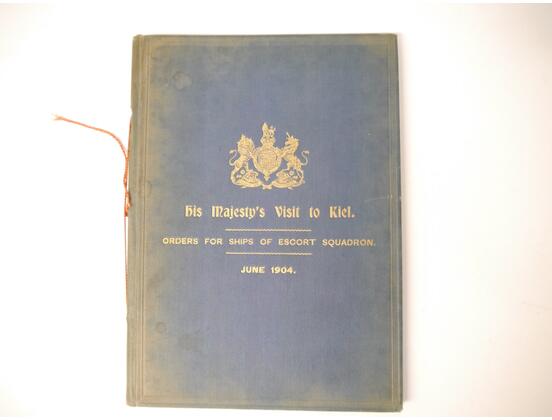 His Majesty's Visit to Kiel.
ORDERS FOR SHIPS OF ESCORT SQUADRON.
JUNE 1904.